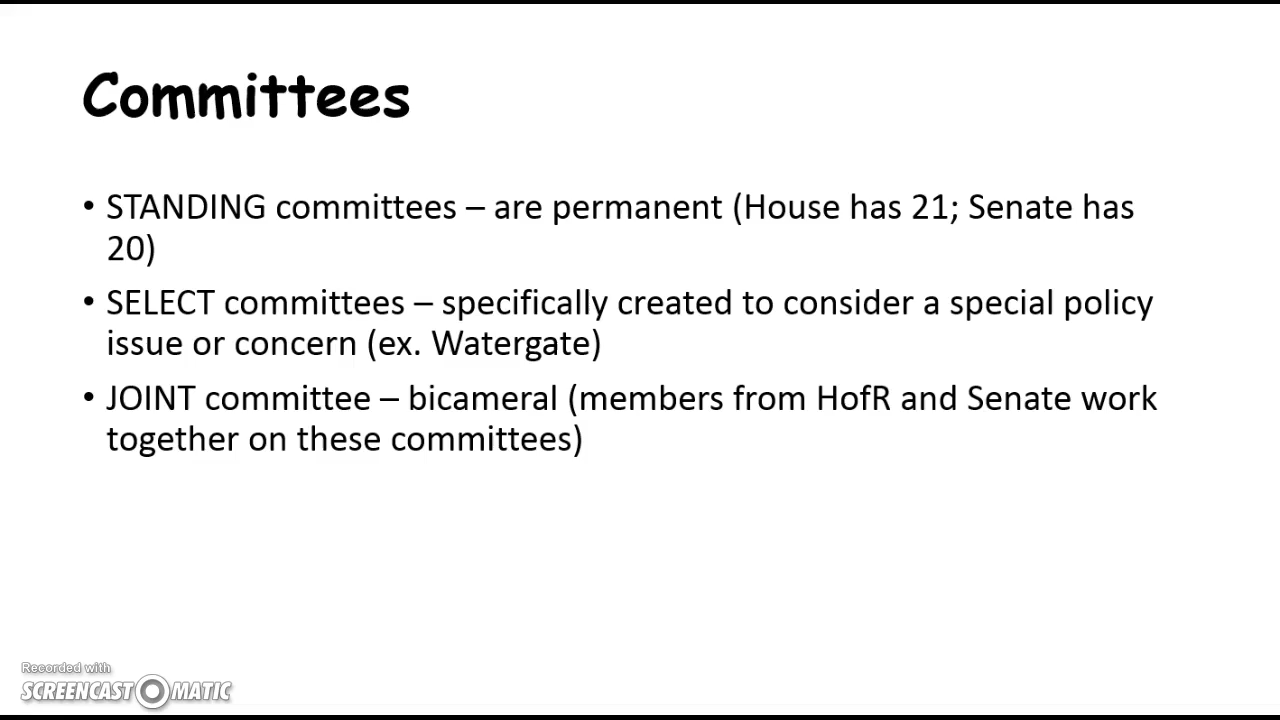 Committees
• STANDING committees – are permanent (House has 21; Senate has
20)
• SELECT committees – specifically created to consider a special policy
issue or concern (ex. Watergate)
• JOINT committee – bicameral (members from HofR and Senate work
together on these committees)
Recorded with
SCREENCAST MATIC